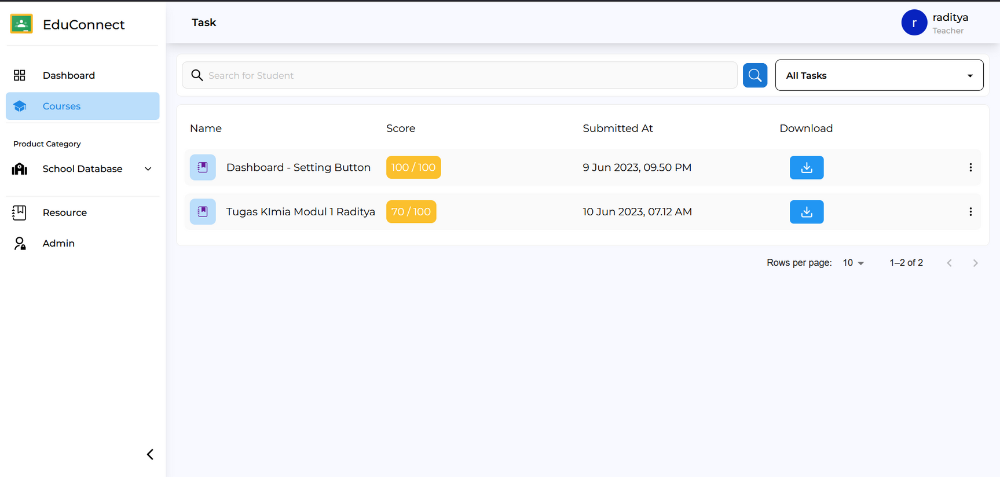 EduConnect
Task
r
raditya
Teacher
Dashboard
Courses
Product Category
School Database
Resource
Admin
Search for Student
All Tasks
Name Score Submitted At Download
Dashboard - Setting Button 100 / 100 9 Jun 2023, 09.50 PM
Tugas KImia Modul 1 Raditya 70 / 100 10 Jun 2023, 07.12 AM
Rows per page: 10 1–2 of 2